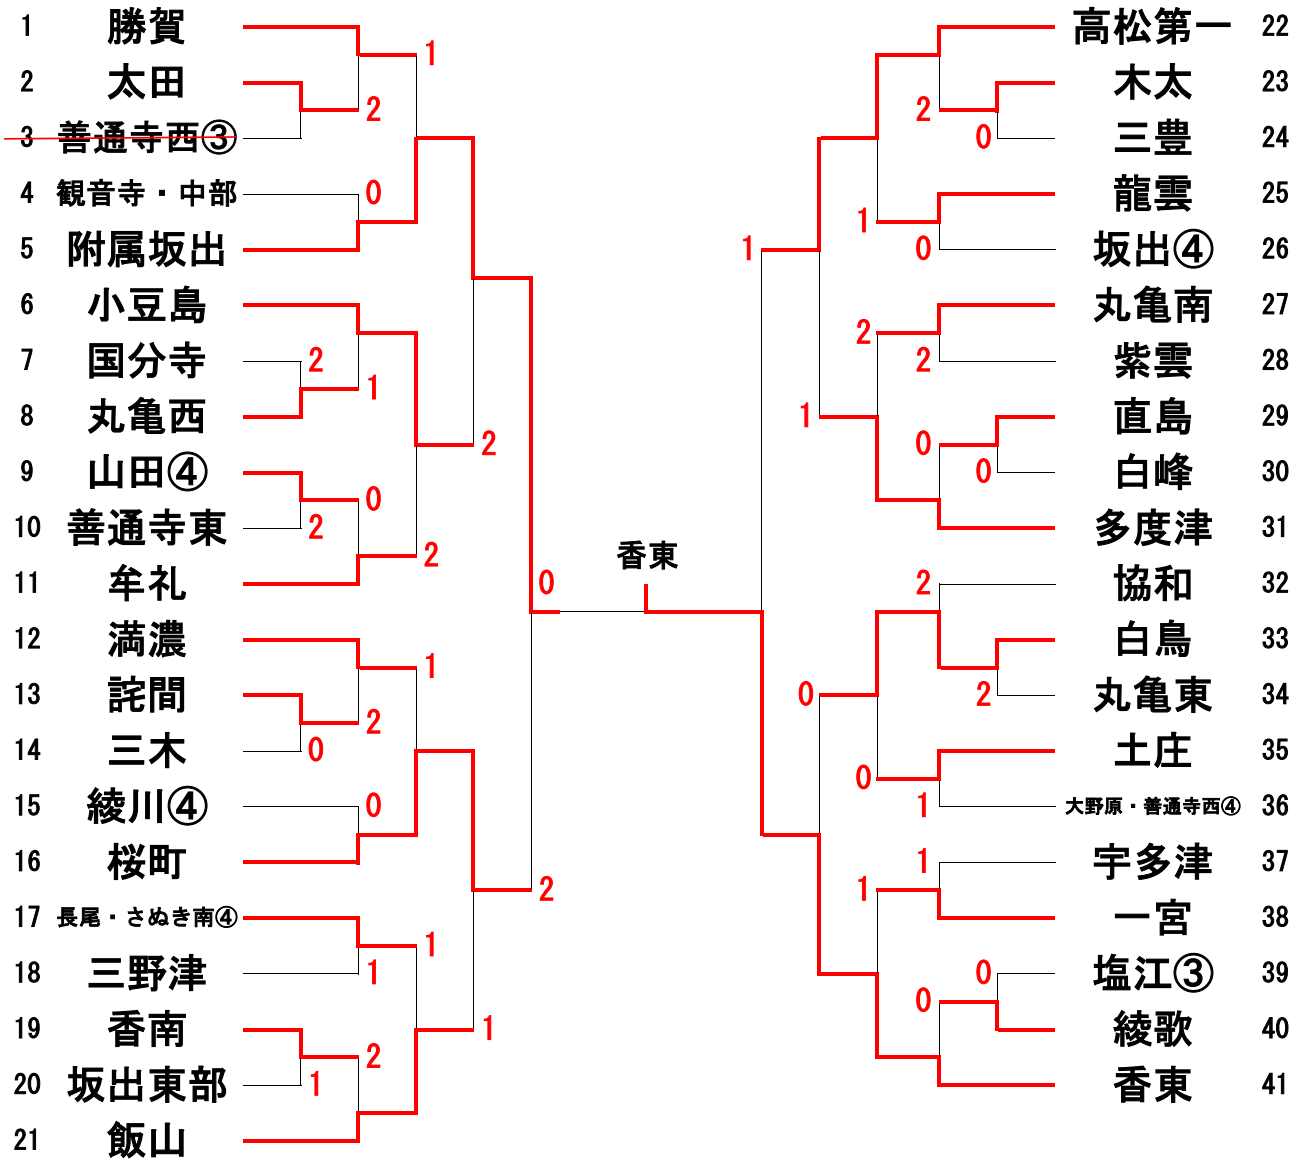 1 勝賀
2 太田
3 善通寺西③
4 観音寺・中部
5 附属坂出
6 小豆島
7 国分寺
8 丸亀西
9 山田④
10 善通寺東
11 牟礼
12 満濃
13 詫間
14 三木
15 綾川④
16 桜町
17 長尾・さぬき南④
18 三野津
19 香南
20 坂出東部
21 飯山
1
2
0
2
1
2
0
2
2
0
1
2
0
0
2
1
1
2
1
1
香東
高松第一 22
木太 23
三豊 24
龍雲 25
坂出④ 26
丸亀南 27
紫雲 28
直島 29
白峰 30
多度津 31
協和 32
白鳥 33
丸亀東 34
土庄 35
大野原・善通寺西④ 36
宇多津 37
一宮 38
塩江③ 39
綾歌 40
香東 41
2
0
1
0
1
2
2
1
0
0
2
0
2
0
1
1
1
0
0